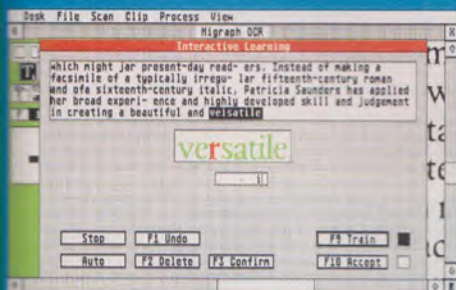 Desk File Scan Clip Process View
Migraph OCR
Interactive Learning
which might jar present-day read- ers. Instead of making a
facsimile of a typically irregu- lar fifteenth-century roman
and ofa sixteenth-century italic, Patricia Saunders has applied
her broad experi- ence and highly developed skill and judgement
in creating a beautiful and velsatile
versatile
Stop F1 Undo F9 Train
Auto F2 Delete F3 Confirm F10 Accept